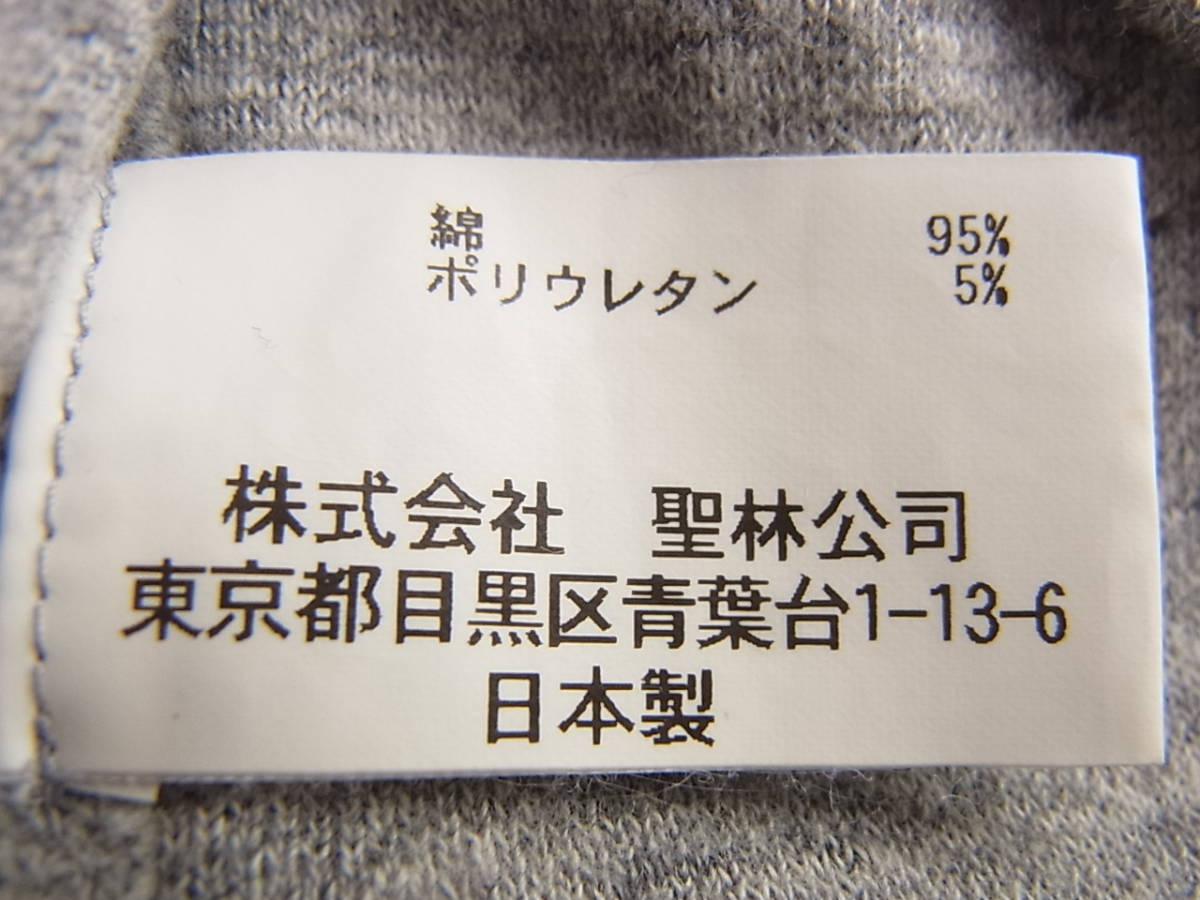 綿 95%
ポリウレタン 5%
株式会社　聖林公司
東京都目黒区青葉台1-13-6
日本製